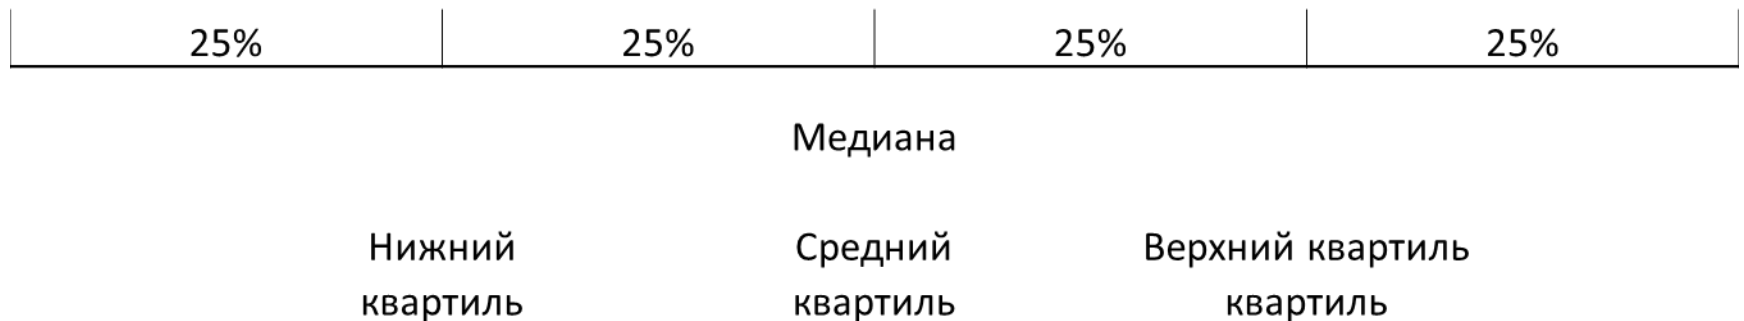 25% 25% 25% 25%
Медиана
Нижний Средний Верхний квартиль
квартиль квартиль квартиль